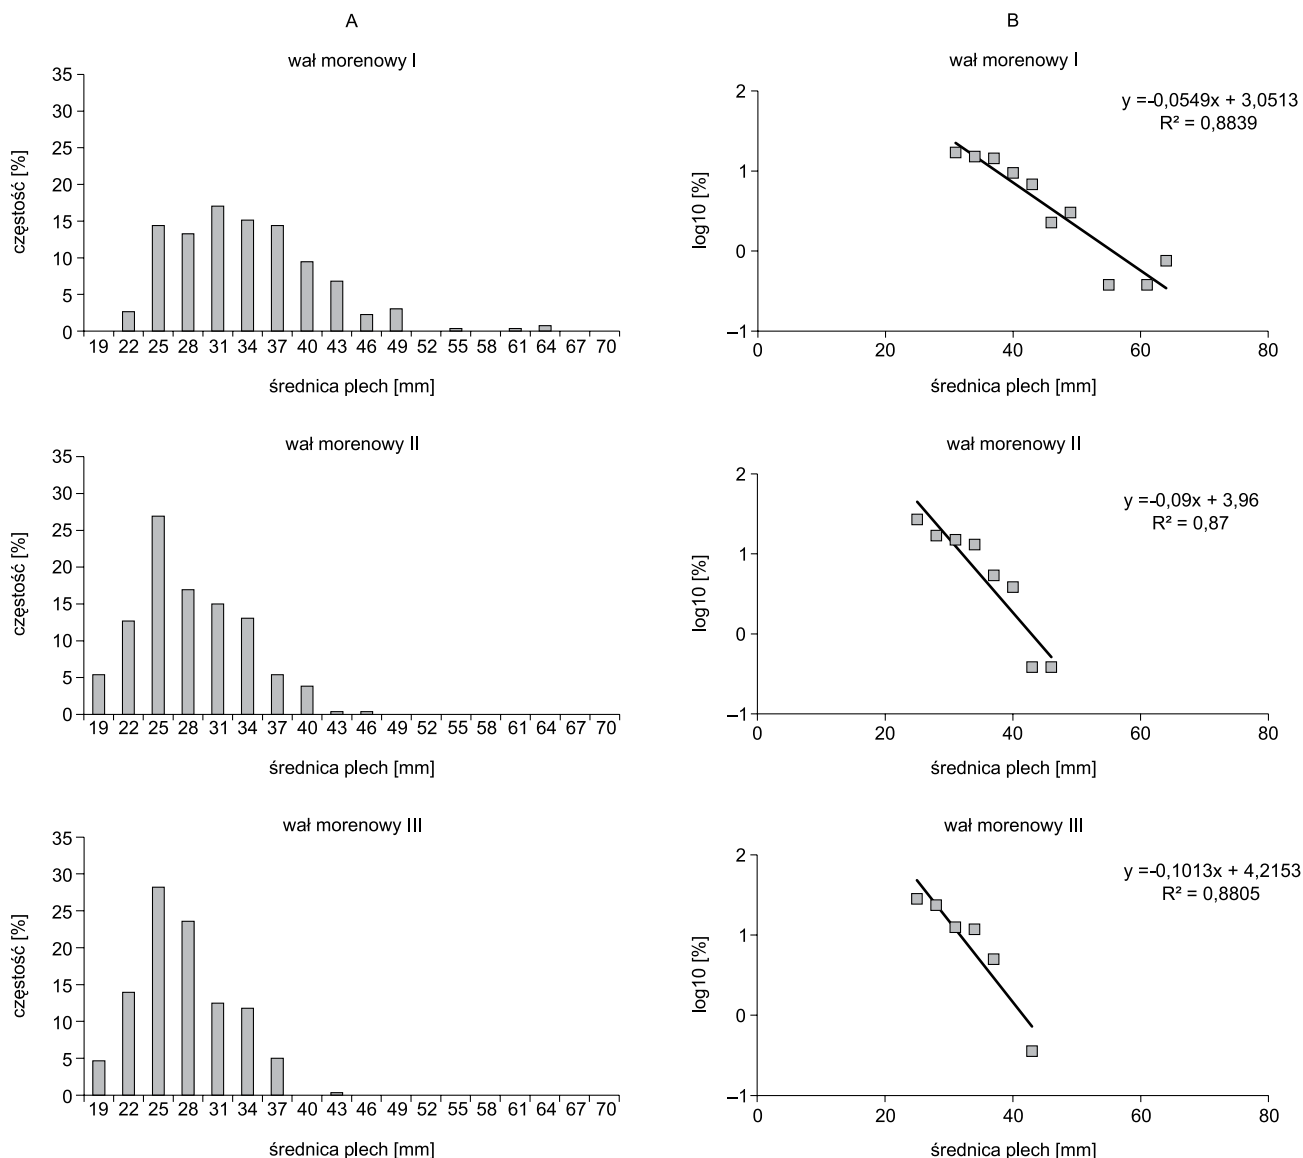 A
wał morenowy I
35
30
25
20
15
10
5
0
częstość [%]
19 22 25 28 31 34 37 40 43 46 49 52 55 58 61 64 67 70
średnica plech [mm]
wał morenowy II
35
30
25
20
15
10
5
0
częstość [%]
19 22 25 28 31 34 37 40 43 46 49 52 55 58 61 64 67 70
średnica plech [mm]
wał morenowy III
35
30
25
20
15
10
5
0
częstość [%]
19 22 25 28 31 34 37 40 43 46 49 52 55 58 61 64 67 70
średnica plech [mm]
B
wał morenowy I
y =-0,0549x + 3,0513
R² = 0,8839
2
1
0
–1
log10 [%]
0 20 40 60 80
średnica plech [mm]
wał morenowy II
y =-0,09x + 3,96
R² = 0,87
2
1
0
–1
log10 [%]
0 20 40 60 80
średnica plech [mm]
wał morenowy III
y =-0,1013x + 4,2153
R² = 0,8805
2
1
0
–1
log10 [%]
0 20 40 60 80
średnica plech [mm]